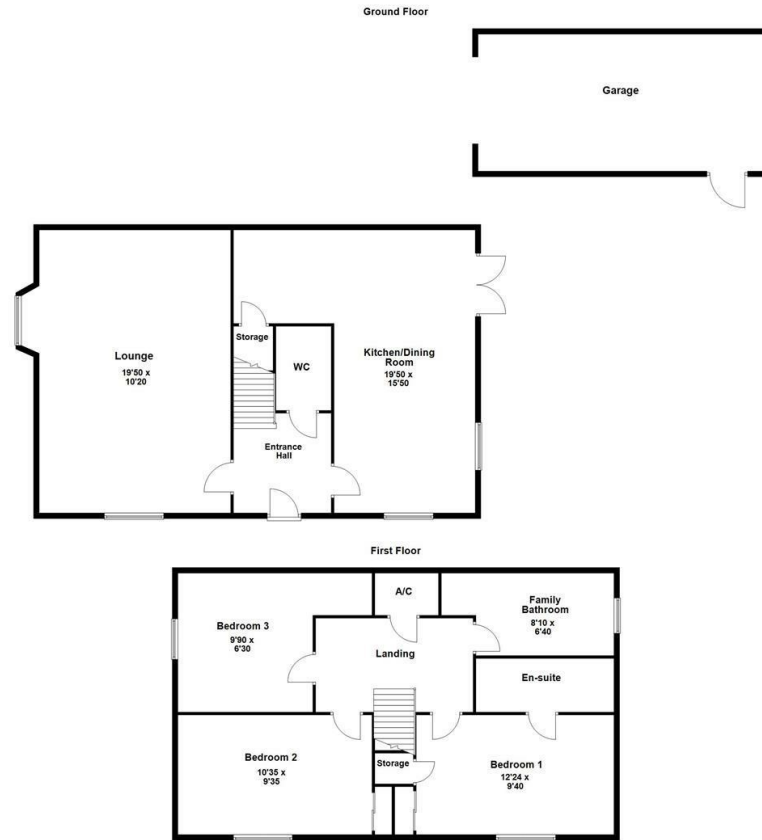 Ground Floor
Garage
Lounge
19'50 x
10'20
Storage
WC
Kitchen/Dining
Room
19'50 x
15'50
Entrance
Hall
First Floor
A/C
Family
Bathroom
8'10 x
6'40
Bedroom 3
9'90 x
6'30
Landing
En-suite
Bedroom 2
10'35 x
9'35
Storage
Bedroom 1
12'24 x
9'40